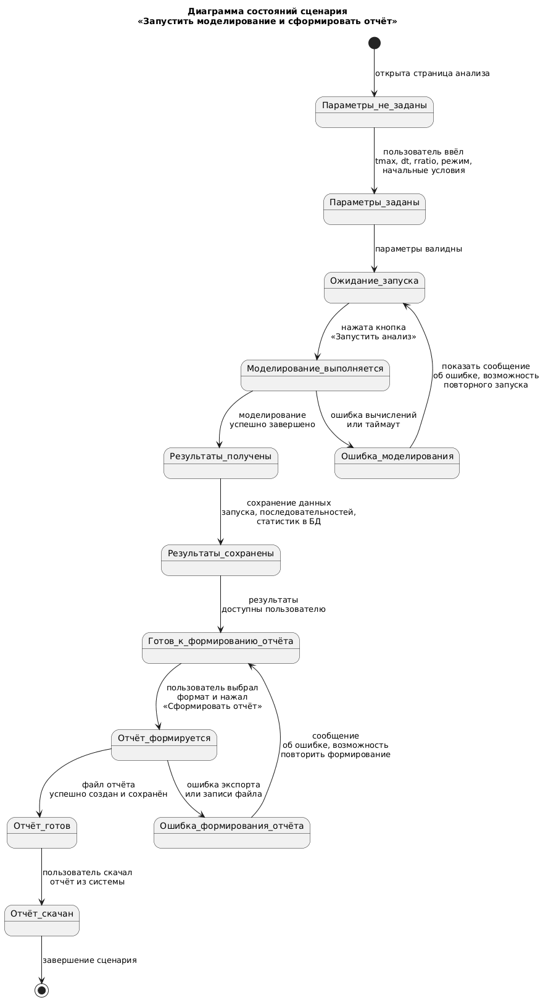 Диаграмма состояний сценария
«Запустить моделирование и сформировать отчёт»
открыта страница анализа
Параметры_не_заданы
пользователь ввёл
tmax, dt, rratio, режим,
начальные условия
Параметры_заданы
параметры валидны
Ожидание_запуска
нажата кнопка
«Запустить анализ»
Моделирование_выполняется
показать сообщение
об ошибке, возможность
повторного запуска
моделирование
успешно завершено
ошибка вычислений
или таймаут
Результаты_получены
Ошибка_моделирования
сохранение данных
запуска, последовательностей,
статистик в БД
Результаты_сохранены
результаты
доступны пользователю
Готов_к_формированию_отчёта
пользователь выбрал
формат и нажал
«Сформировать отчёт»
Отчёт_формируется
сообщение
об ошибке, возможность
повторить формирование
файл отчёта
успешно создан и сохранён
ошибка экспорта
или записи файла
Отчёт_готов
Ошибка_формирования_отчёта
пользователь скачал
отчёт из системы
Отчёт_скачан
завершение сценария